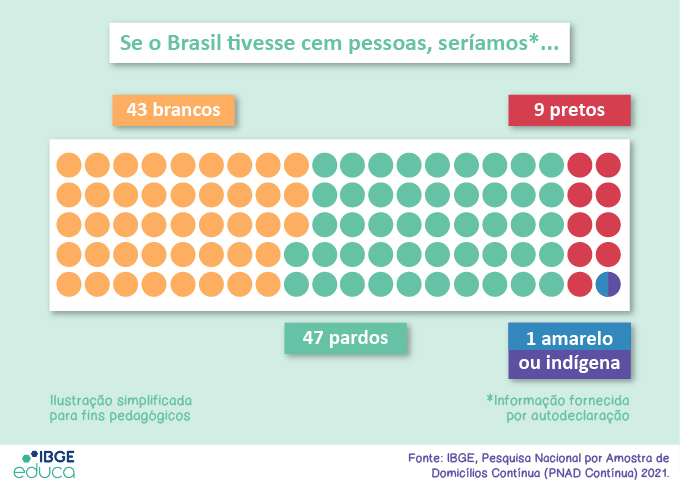 Se o Brasil tivesse cem pessoas, seríamos*...
43 brancos
9 pretos
47 pardos
1 amarelo
ou indígena
Ilustração simplificada
para fins pedagógicos
*Informação fornecida
por autodeclaração
IBGE
educa
Fonte: IBGE, Pesquisa Nacional por Amostra de
Domicílios Contínua (PNAD Contínua) 2021.